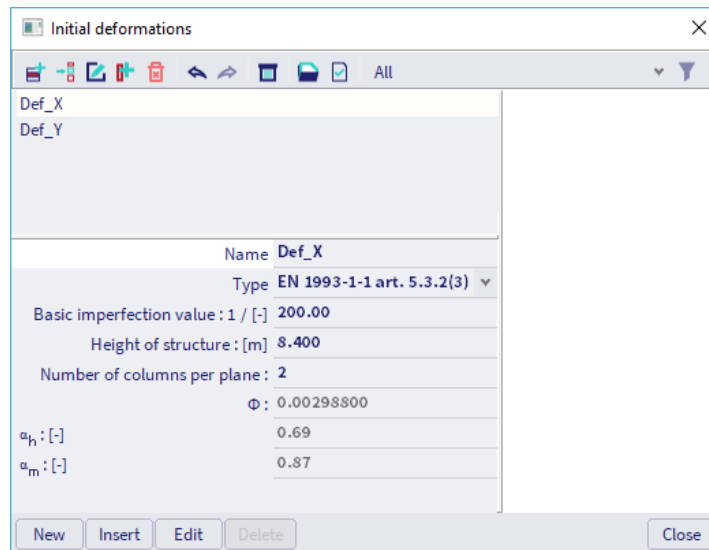 Initial deformations
All
Def_X
Def_Y
Name Def_X
Type EN 1993-1-1 art. 5.3.2(3)
Basic imperfection value : 1 / [-] 200.00
Height of structure : [m] 8.400
Number of columns per plane : 2
Φ : 0.00298800
αh : [-] 0.69
αm : [-] 0.87
New Insert Edit Delete Close